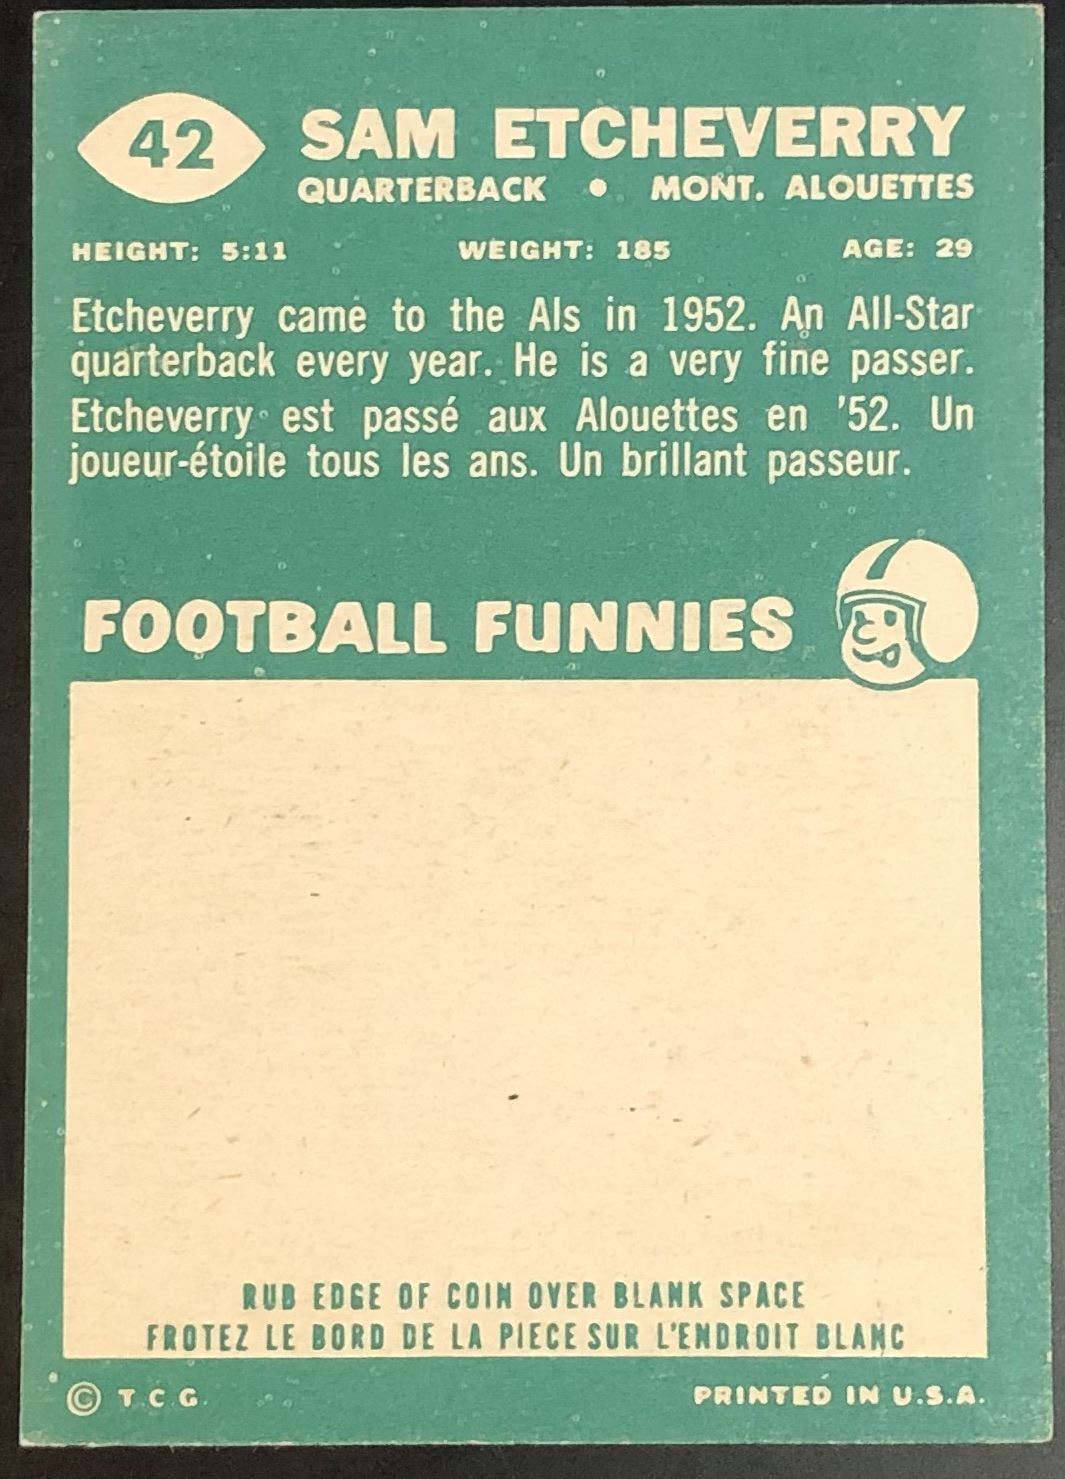 42
SAM ETCHEVERRY
QUARTERBACK • MONT. ALOUETTES
HEIGHT: 5:11 WEIGHT: 185 AGE: 29
Etcheverry came to the Als in 1952. An All-Star
quarterback every year. He is a very fine passer.
Etcheverry est passé aux Alouettes en '52. Un
joueur-étoile tous les ans. Un brillant passeur.
FOOTBALL FUNNIES
RUB EDGE OF COIN OVER BLANK SPACE
FROTEZ LE BORD DE LA PIECE SUR L'ENDROIT BLANC
© T. C. G. PRINTED IN U.S.A.